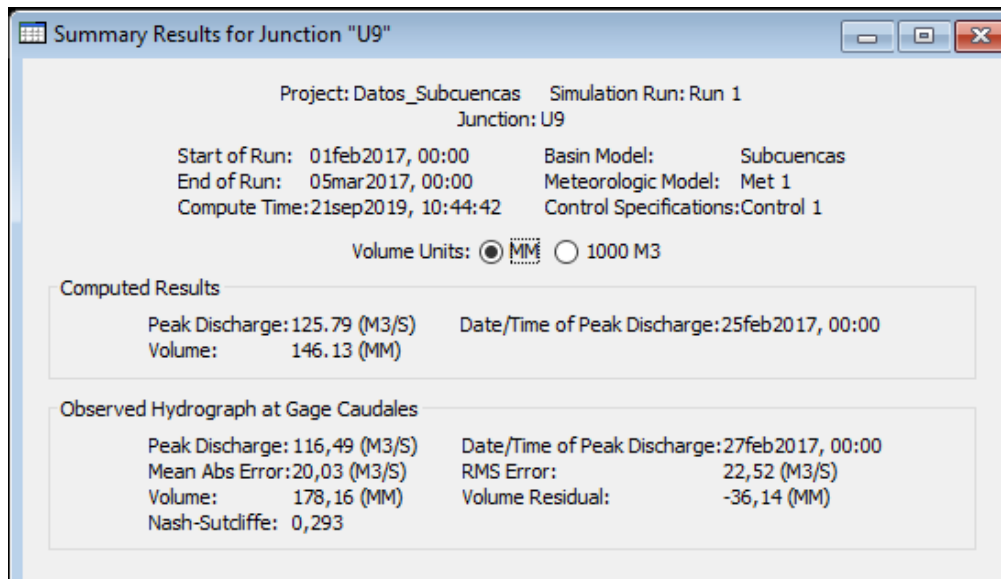 Summary Results for Junction "U9"
Project: Datos_Subcuencas Simulation Run: Run 1
Junction: U9
Start of Run: 01feb2017, 00:00 Basin Model: Subcuencas
End of Run: 05mar2017, 00:00 Meteorologic Model: Met 1
Compute Time:21sep2019, 10:44:42 Control Specifications:Control 1
Volume Units: MM 1000 M3
Computed Results
Peak Discharge:125.79 (M3/S) Date/Time of Peak Discharge:25feb2017, 00:00
Volume: 146.13 (MM)
Observed Hydrograph at Gage Caudales
Peak Discharge:116,49 (M3/S) Date/Time of Peak Discharge:27feb2017, 00:00
Mean Abs Error:20,03 (M3/S) RMS Error: 22,52 (M3/S)
Volume: 178,16 (MM) Volume Residual: -36,14 (MM)
Nash-Sutcliffe: 0,293